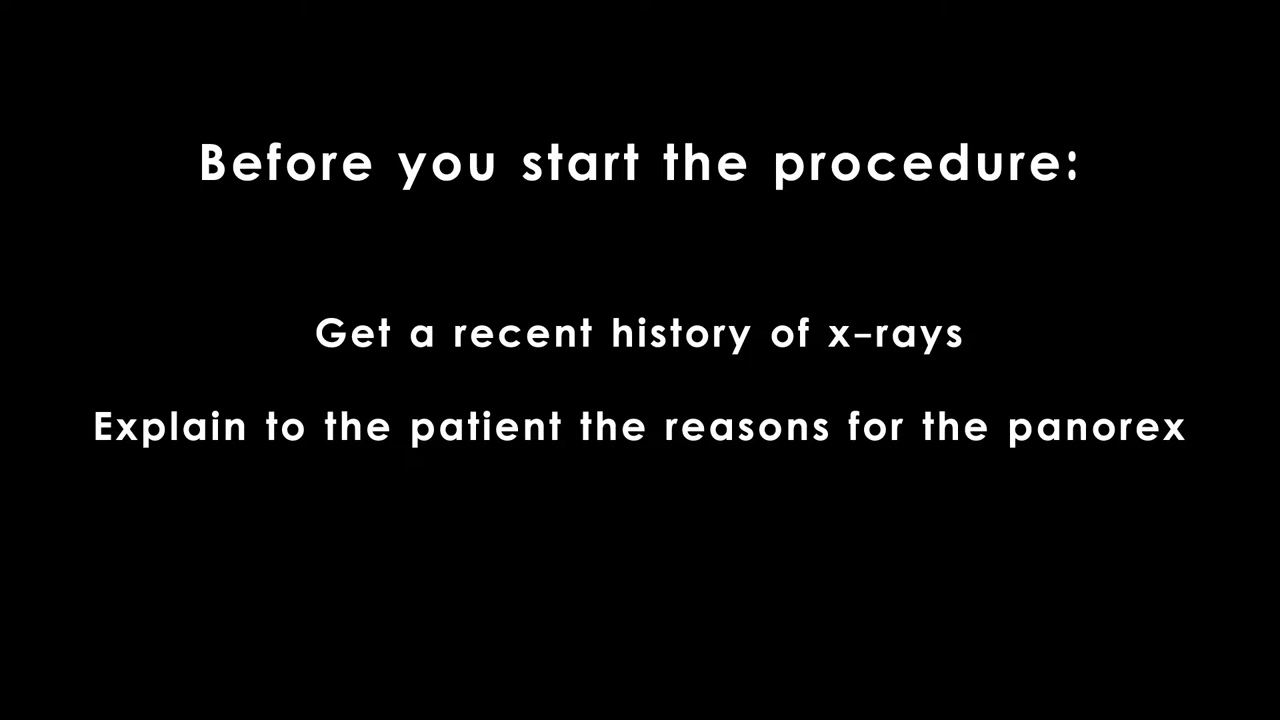 Before you start the procedure:
Get a recent history of x-rays
Explain to the patient the reasons for the panorex